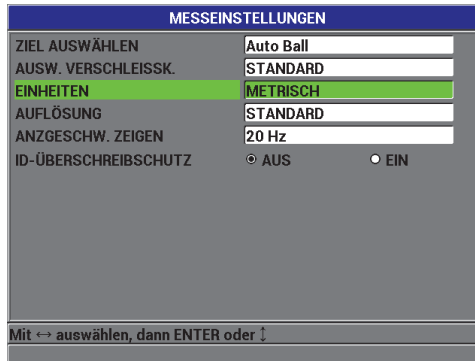 MESSEINSTELLUNGEN
ZIEL AUSWÄHLEN Auto Ball
AUSW. VERSCHLEISSK. STANDARD
EINHEITEN METRISCH
AUFLÖSUNG STANDARD
ANZGESCHW. ZEIGEN 20 Hz
ID-ÜBERSCHREIBSCHUTZ AUS EIN
Mit ↔ auswählen, dann ENTER oder ↕